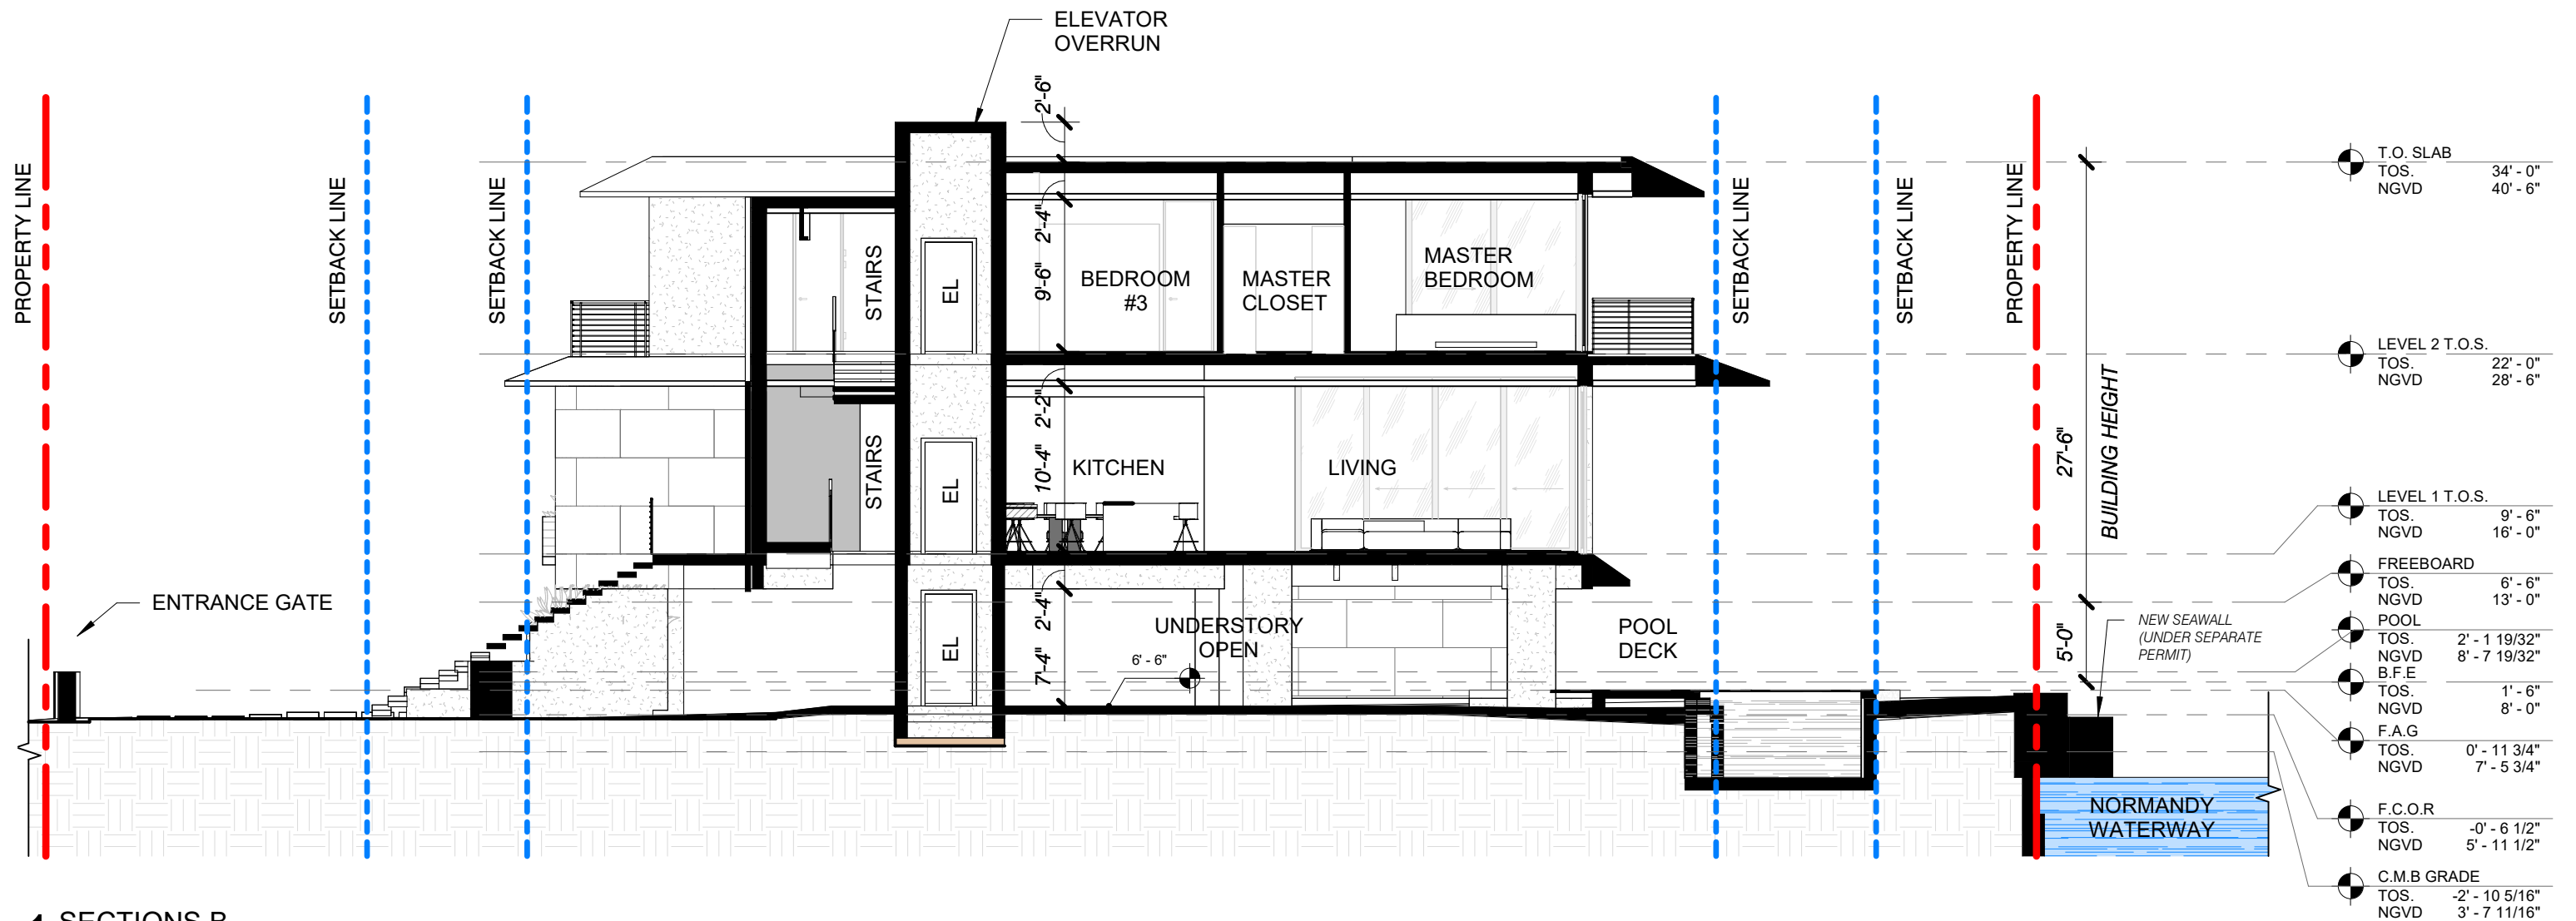 ELEVATOR
OVERRUN
2'-6"
PROPERTY LINE
SETBACK LINE
SETBACK LINE
STAIRS
EL
2'-4"
9'-6"
BEDROOM
#3
MASTER
CLOSET
MASTER
BEDROOM
SETBACK LINE
SETBACK LINE
PROPERTY LINE
STAIRS
EL
2'-2"
10'-4"
KITCHEN
LIVING
27'-6"
BUILDING HEIGHT
ENTRANCE GATE
EL
2'-4"
7'-4"
UNDERSTORY
OPEN
6' - 6"
POOL
DECK
5'-0"
NEW SEAWALL
(UNDER SEPARATE
PERMIT)
NORMANDY
WATERWAY
T.O. SLAB
TOS. 34' - 0"
NGVD 40' - 6"
LEVEL 2 T.O.S.
TOS. 22' - 0"
NGVD 28' - 6"
LEVEL 1 T.O.S.
TOS. 9' - 6"
NGVD 16' - 0"
FREEBOARD
TOS. 6' - 6"
NGVD 13' - 0"
POOL
TOS. 2' - 1 19/32"
NGVD 8' - 7 19/32"
B.F.E
TOS. 1' - 6"
NGVD 8' - 0"
F.A.G
TOS. 0' - 11 3/4"
NGVD 7' - 5 3/4"
F.C.O.R
TOS. -0' - 6 1/2"
NGVD 5' - 11 1/2"
C.M.B GRADE
TOS. -2' - 10 5/16"
NGVD 3' - 7 11/16"
SECTIONS B